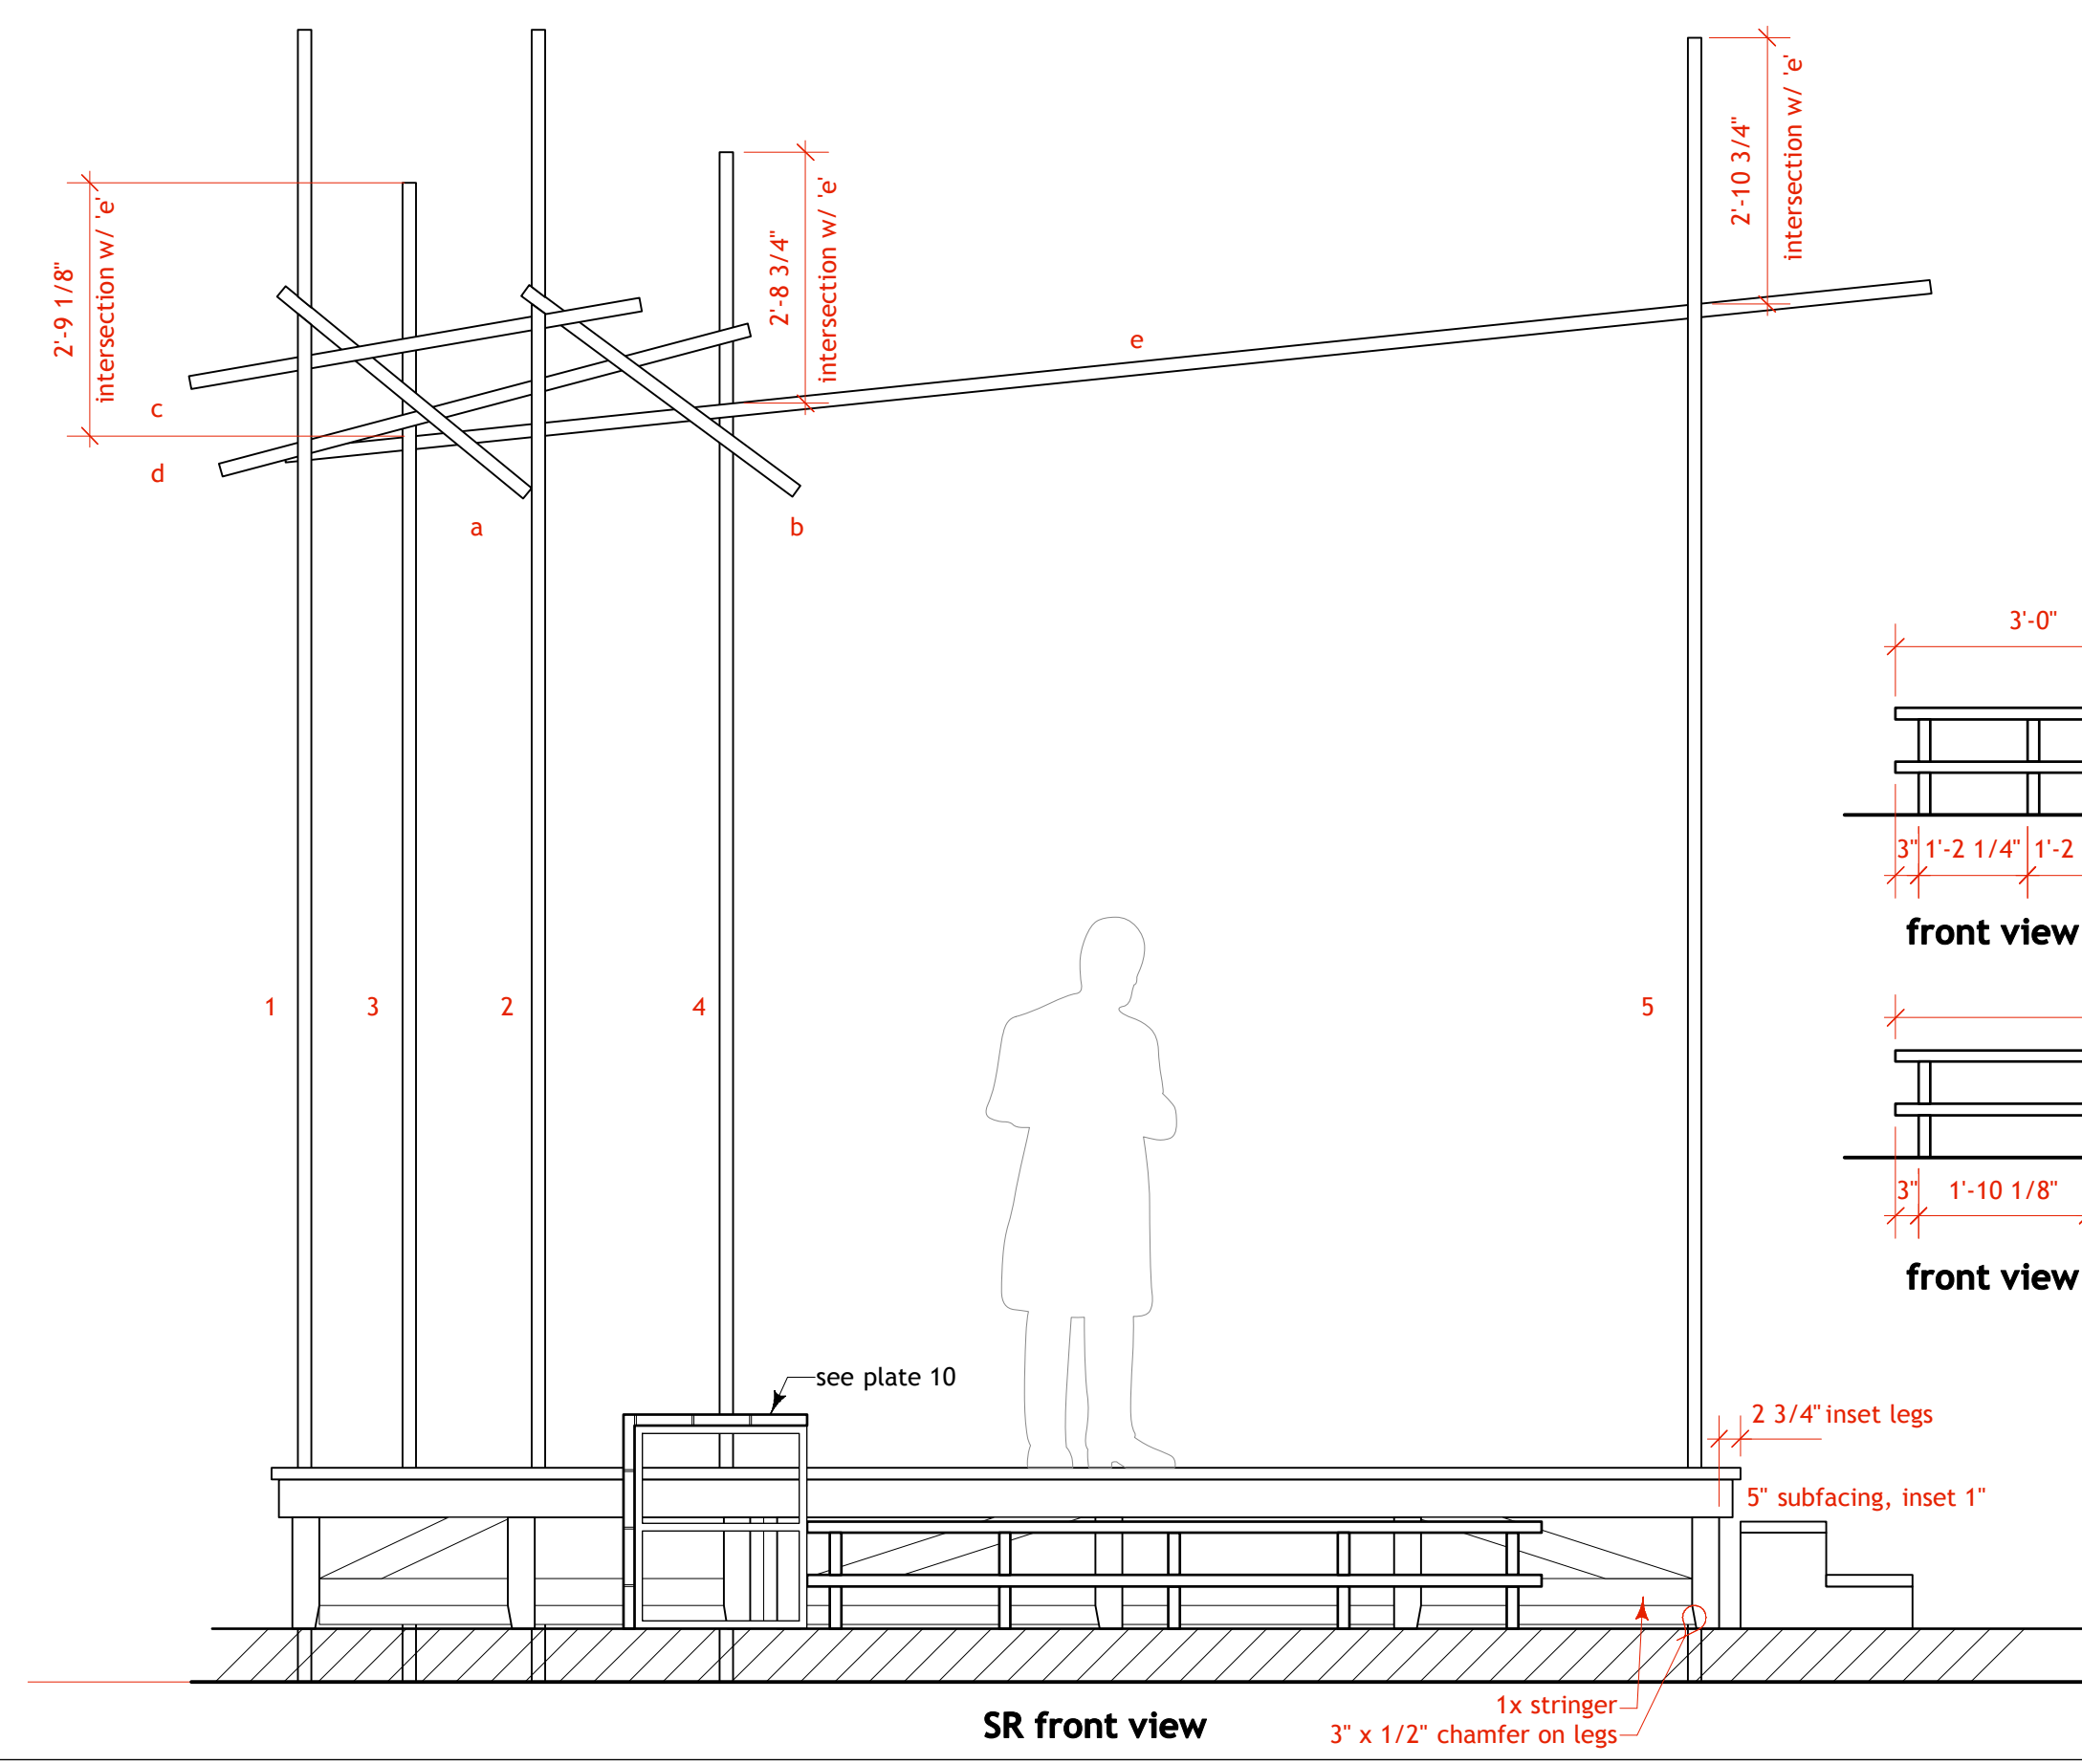 2'-9 1/8"
intersection w/ 'e'
2'-8 3/4"
intersection w/ 'e'
2'-10 3/4"
intersection w/ 'e'
e
c
d
a
b
3'-0"
3" 1'-2 1/4" 1'-2
front view
1
3
2
4
5
3" 1'-10 1/8"
front view
see plate 10
2 3/4" inset legs
5" subfacing, inset 1"
1x stringer
3" x 1/2" chamfer on legs
SR front view